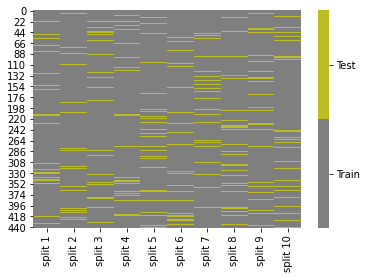 0
22
44
66
88
110
132
154
176
198
220
242
264
286
308
330
352
374
396
418
440
split 1
split 2
split 3
split 4
split 5
split 6
split 7
split 8
split 9
split 10
Test
Train